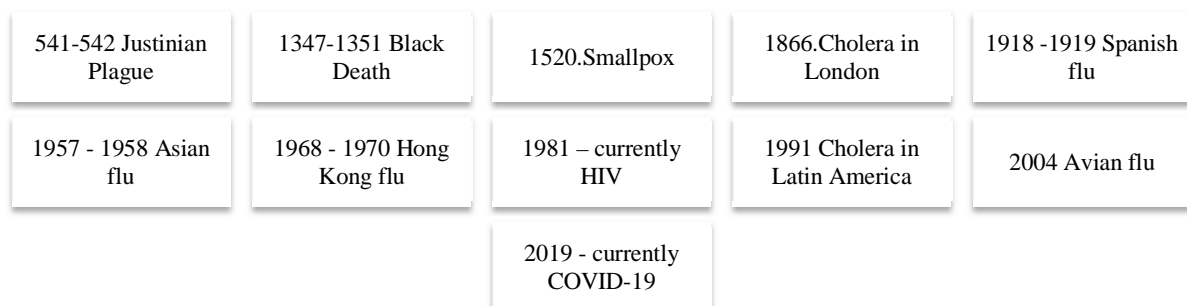 541-542 Justinian
Plague
1347-1351 Black
Death
1520.Smallpox
1866.Cholera in
London
1918 -1919 Spanish
flu
1957 - 1958 Asian
flu
1968 - 1970 Hong
Kong flu
1981 – currently
HIV
1991 Cholera in
Latin America
2004 Avian flu
2019 - currently
COVID-19